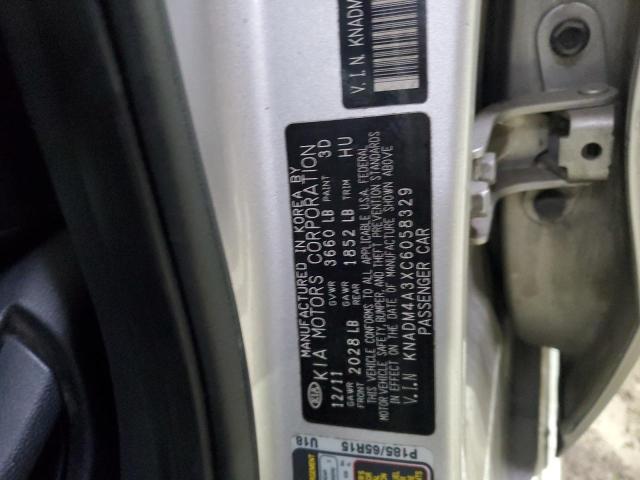 V.I.N. KNADM
KIA
MANUFACTURED IN KOREA BY
KIA MOTORS CORPORATION
12/11 GVWR 3660 LB PAINT 3D
GAWR FRONT 2028 LB GAWR REAR 1852 LB TRIM HU
THIS VEHICLE CONFORMS TO ALL APPLICABLE U.S.A. FEDERAL
MOTOR VEHICLE SAFETY, BUMPER, AND THEFT PREVENTION STANDARDS
IN EFFECT ON THE DATE OF MANUFACTURE SHOWN ABOVE
V.I.N KNADM4A3XC6058329
PASSENGER CAR
U18
P185/65R15